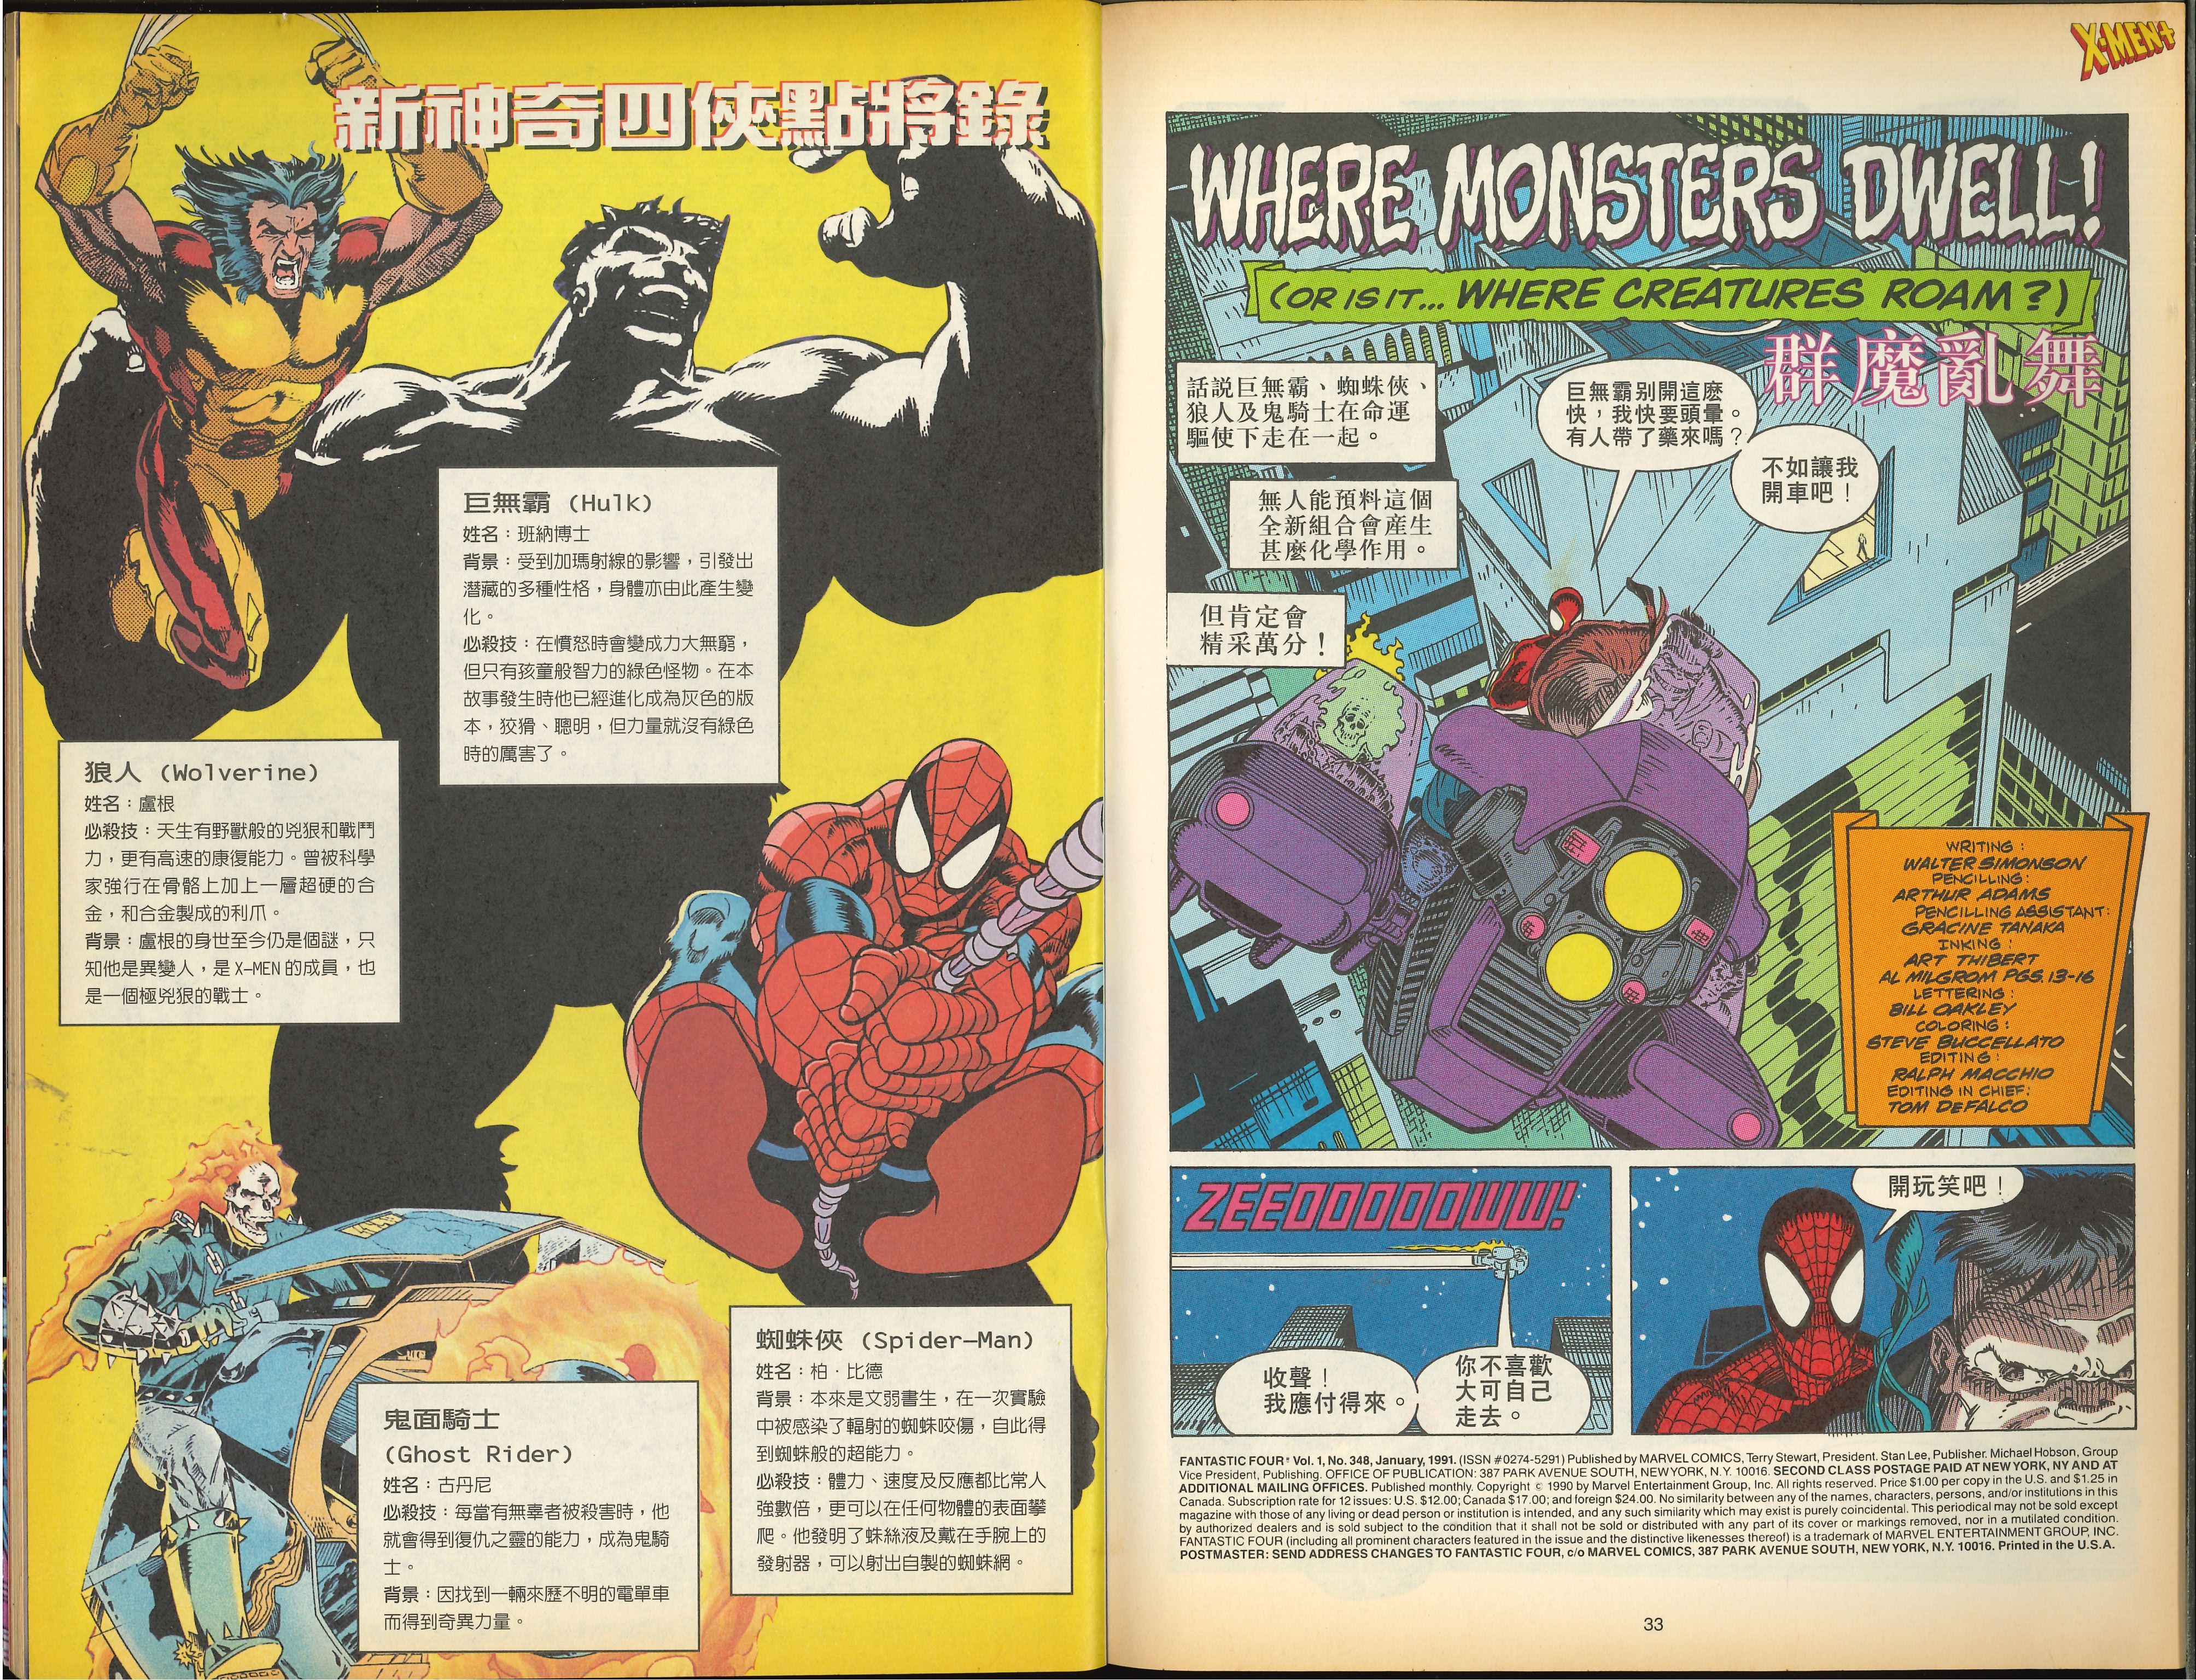 新神奇四俠點將錄
巨無霸 (Hulk)
姓名：班納博士
背景：受到加瑪射線的影響，引發出
潛藏的多種性格，身體亦由此產生變
化。
必殺技：在憤怒時會變成力大無窮，
但只有孩童般智力的綠色怪物。在本
故事發生時他已經進化成為灰色的版
本，狡猾、聰明，但力量就沒有綠色
時的厲害了。
狼人 (Wolverine)
姓名：盧根
必殺技：天生有野獸般的兇狠和戰鬥
力，更有高速的康復能力。曾被科學
家強行在骨骼上加上一層超硬的合
金，和合金製成的利爪。
背景：盧根的身世至今仍是個謎，只
知他是異變人，是X-MEN的成員，也
是一個極兇狠的戰士。
蜘蛛俠 (Spider-Man)
姓名：柏·比德
背景：本來是文弱書生，在一次實驗
中被感染了輻射的蜘蛛咬傷，自此得
到蜘蛛般的超能力。
必殺技：體力、速度及反應都比常人
強數倍，更可以在任何物體的表面攀
爬。他發明了蛛絲液及戴在手腕上的
發射器，可以射出自製的蜘蛛網。
鬼面騎士
(Ghost Rider)
姓名：古丹尼
必殺技：每當有無辜者被殺害時，他
就會得到復仇之靈的能力，成為鬼騎
士。
背景：因找到一輛來歷不明的電單車
而得到奇異力量。
X-MEN+
WHERE MONSTERS DWELL!
(OR IS IT... WHERE CREATURES ROAM?)
群魔亂舞
話說巨無霸、蜘蛛俠、
狼人及鬼騎士在命運
驅使下走在一起。
巨無霸別開這麼
快，我快要頭暈。
有人帶了藥來嗎？
不如讓我
開車吧！
無人能預料這個
全新組合會產生
甚麼化學作用。
但肯定會
精采萬分！
WRITING:
WALTER SIMONSON
PENCILLING:
ARTHUR ADAMS
PENCILLING ASSISTANT:
GRACINE TANAKA
INKING:
ART THIBERT
AL MILGROM PGS. 13-16
LETTERING:
BILL OAKLEY
COLORING:
STEVE BUCCELLATO
EDITING:
RALPH MACCHIO
EDITING IN CHIEF:
TOM DEFALCO
ZEEOOOOOOWW!
收聲！
我應付得來。
你不喜歡
大可自己
走去。
開玩笑吧！
FANTASTIC FOUR® Vol. 1, No. 348, January, 1991. (ISSN #0274-5291) Published by MARVEL COMICS, Terry Stewart, President. Stan Lee, Publisher. Michael Hobson, Group
Vice President, Publishing. OFFICE OF PUBLICATION: 387 PARK AVENUE SOUTH, NEW YORK, N.Y. 10016. SECOND CLASS POSTAGE PAID AT NEW YORK, NY AND AT
ADDITIONAL MAILING OFFICES. Published monthly. Copyright © 1990 by Marvel Entertainment Group, Inc. All rights reserved. Price $1.00 per copy in the U.S. and $1.25 in
Canada. Subscription rate for 12 issues: U.S. $12.00; Canada $17.00; and foreign $24.00. No similarity between any of the names, characters, persons, and/or institutions in this
magazine with those of any living or dead person or institution is intended, and any such similarity which may exist is purely coincidental. This periodical may not be sold except
by authorized dealers and is sold subject to the condition that it shall not be sold or distributed with any part of its cover or markings removed, nor in a mutilated condition.
FANTASTIC FOUR (including all prominent characters featured in the issue and the distinctive likenesses thereof) is a trademark of MARVEL ENTERTAINMENT GROUP, INC.
POSTMASTER: SEND ADDRESS CHANGES TO FANTASTIC FOUR, c/o MARVEL COMICS, 387 PARK AVENUE SOUTH, NEW YORK, N.Y. 10016. Printed in the U.S.A.
33